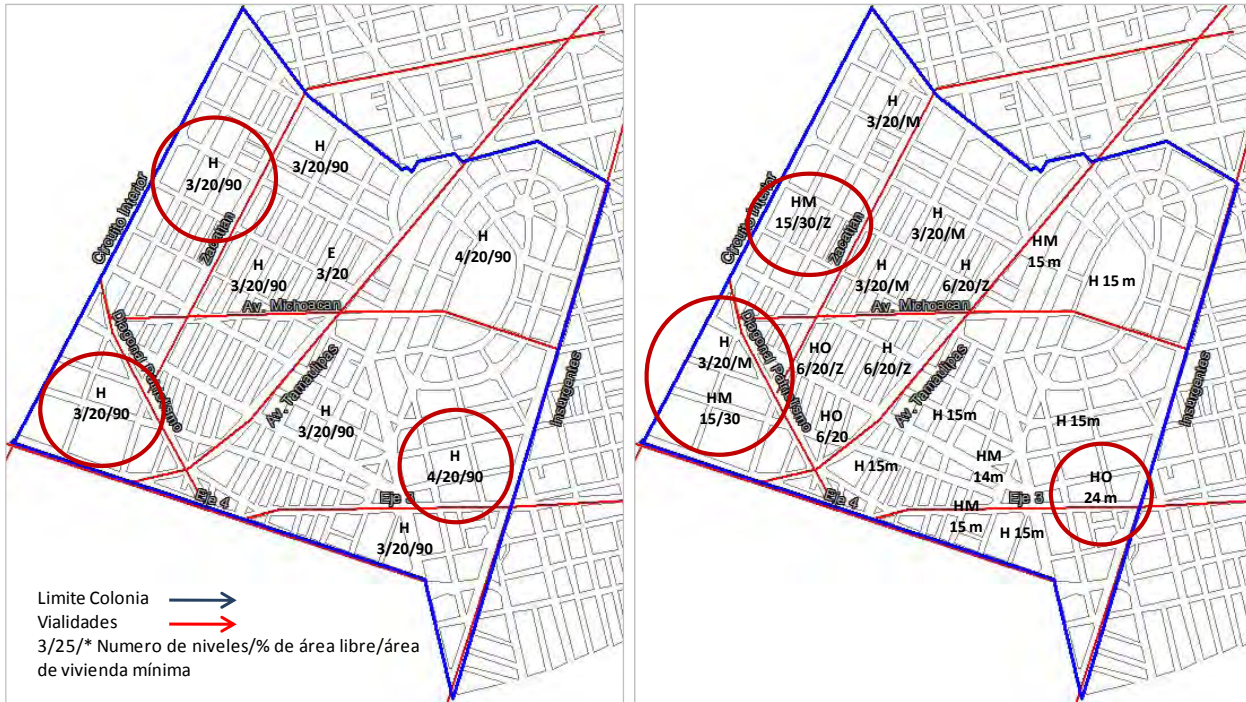 H
3/20/90
H
3/20/90
Circuito Interior
Zacatlan
H
4/20/90
E
3/20
H
3/20/90
Av. Michoacan
Diagonal Patriotismo
Av. Tamaulipas
Insurgentes
H
3/20/90
H
3/20/90
H
4/20/90
Eje 4
Eje 3
H
3/20/90
Limite Colonia
Vialidades
3/25/* Numero de niveles/% de área libre/área
de vivienda mínima
H
3/20/M
Circuito Interior
HM
15/30/Z
Zacatlan
H
3/20/M
HM
15 m
H
3/20/M
H
6/20/Z
H 15 m
Av. Michoacan
Diagonal Patriotismo
H
3/20/M
HO
6/20/Z
H
6/20/Z
Av. Tamaulipas
Insurgentes
HM
15/30
HO
6/20
H 15m
H 15m
H 15m
HM
14m
HO
24 m
Eje 4
Eje 3
HM
15 m
H 15m